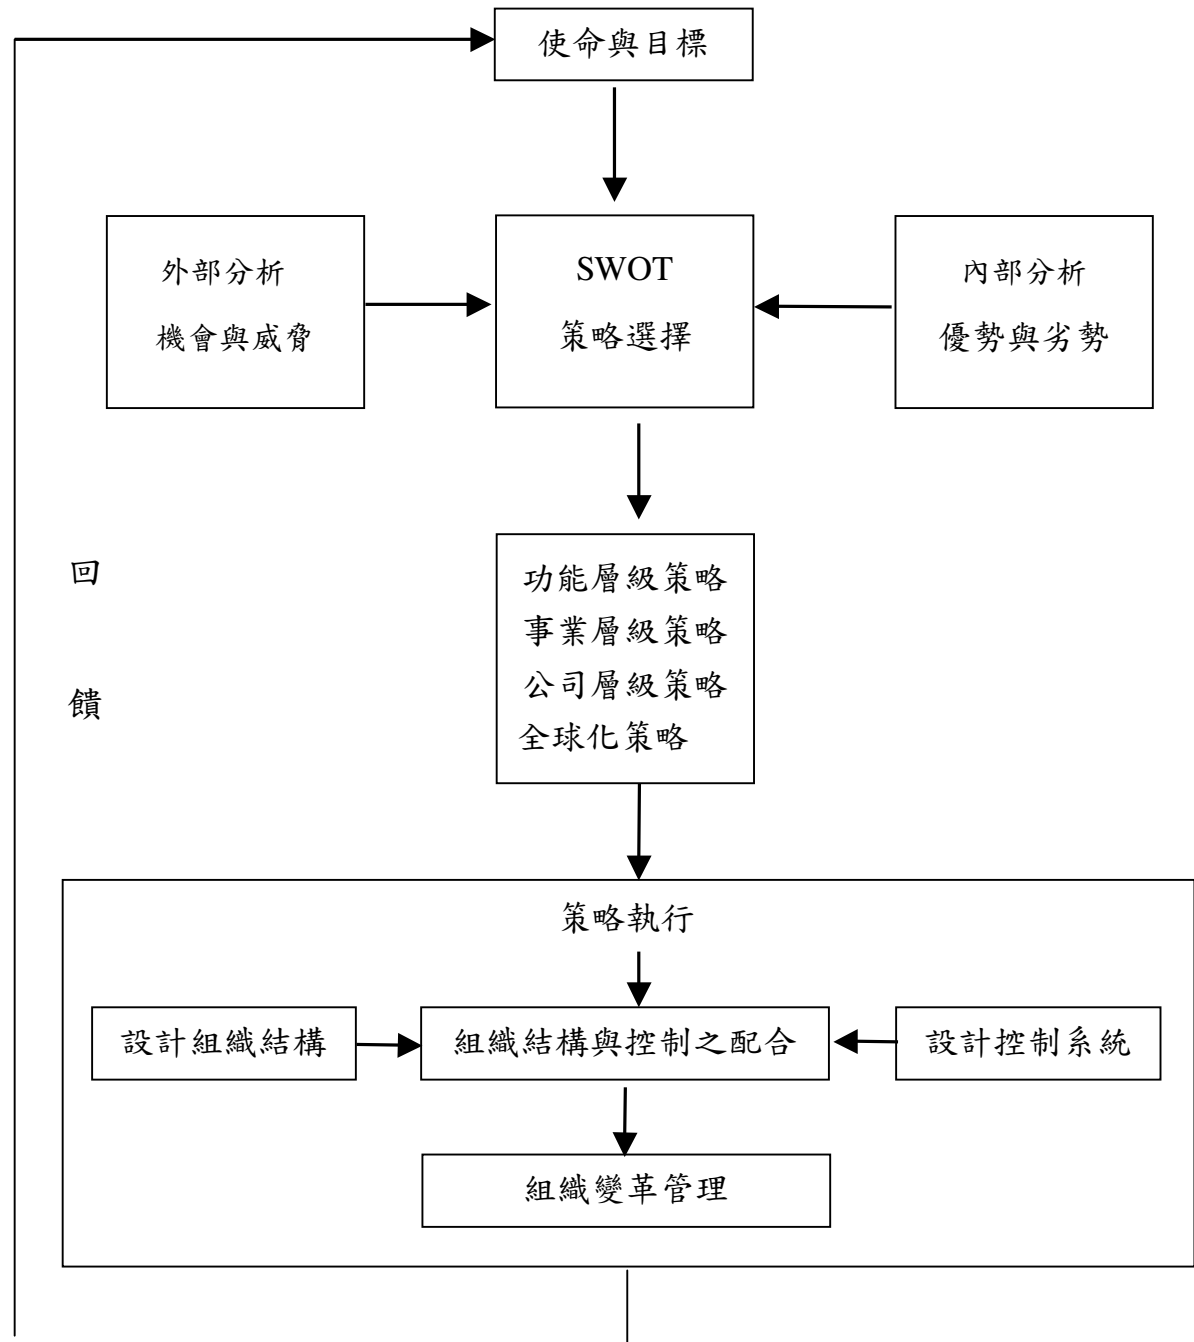 使命與目標
外部分析
機會與威脅
SWOT
策略選擇
內部分析
優勢與劣勢
回
饋
功能層級策略
事業層級策略
公司層級策略
全球化策略
策略執行
設計組織結構
組織結構與控制之配合
設計控制系統
組織變革管理